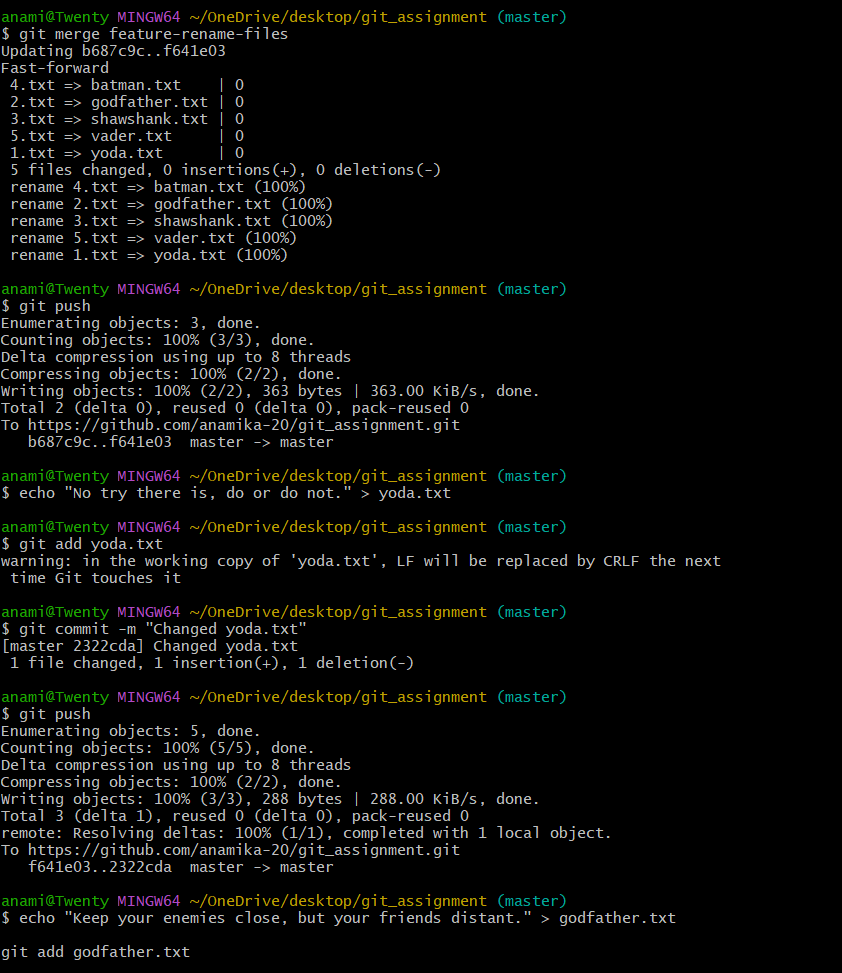 anami@Twenty MINGW64 ~/OneDrive/desktop/git_assignment (master)
$ git merge feature-rename-files
Updating b687c9c..f641e03
Fast-forward
 4.txt => batman.txt    | 0
 2.txt => godfather.txt | 0
 3.txt => shawshank.txt | 0
 5.txt => vader.txt     | 0
 1.txt => yoda.txt      | 0
 5 files changed, 0 insertions(+), 0 deletions(-)
 rename 4.txt => batman.txt (100%)
 rename 2.txt => godfather.txt (100%)
 rename 3.txt => shawshank.txt (100%)
 rename 5.txt => vader.txt (100%)
 rename 1.txt => yoda.txt (100%)

anami@Twenty MINGW64 ~/OneDrive/desktop/git_assignment (master)
$ git push
Enumerating objects: 3, done.
Counting objects: 100% (3/3), done.
Delta compression using up to 8 threads
Compressing objects: 100% (2/2), done.
Writing objects: 100% (2/2), 363 bytes | 363.00 KiB/s, done.
Total 2 (delta 0), reused 0 (delta 0), pack-reused 0
To https://github.com/anamika-20/git_assignment.git
   b687c9c..f641e03  master -> master

anami@Twenty MINGW64 ~/OneDrive/desktop/git_assignment (master)
$ echo "No try there is, do or do not." > yoda.txt

anami@Twenty MINGW64 ~/OneDrive/desktop/git_assignment (master)
$ git add yoda.txt
warning: in the working copy of 'yoda.txt', LF will be replaced by CRLF the next
 time Git touches it

anami@Twenty MINGW64 ~/OneDrive/desktop/git_assignment (master)
$ git commit -m "Changed yoda.txt"
[master 2322cda] Changed yoda.txt
 1 file changed, 1 insertion(+), 1 deletion(-)

anami@Twenty MINGW64 ~/OneDrive/desktop/git_assignment (master)
$ git push
Enumerating objects: 5, done.
Counting objects: 100% (5/5), done.
Delta compression using up to 8 threads
Compressing objects: 100% (2/2), done.
Writing objects: 100% (3/3), 288 bytes | 288.00 KiB/s, done.
Total 3 (delta 1), reused 0 (delta 0), pack-reused 0
remote: Resolving deltas: 100% (1/1), completed with 1 local object.
To https://github.com/anamika-20/git_assignment.git
   f641e03..2322cda  master -> master

anami@Twenty MINGW64 ~/OneDrive/desktop/git_assignment (master)
$ echo "Keep your enemies close, but your friends distant." > godfather.txt

git add godfather.txt